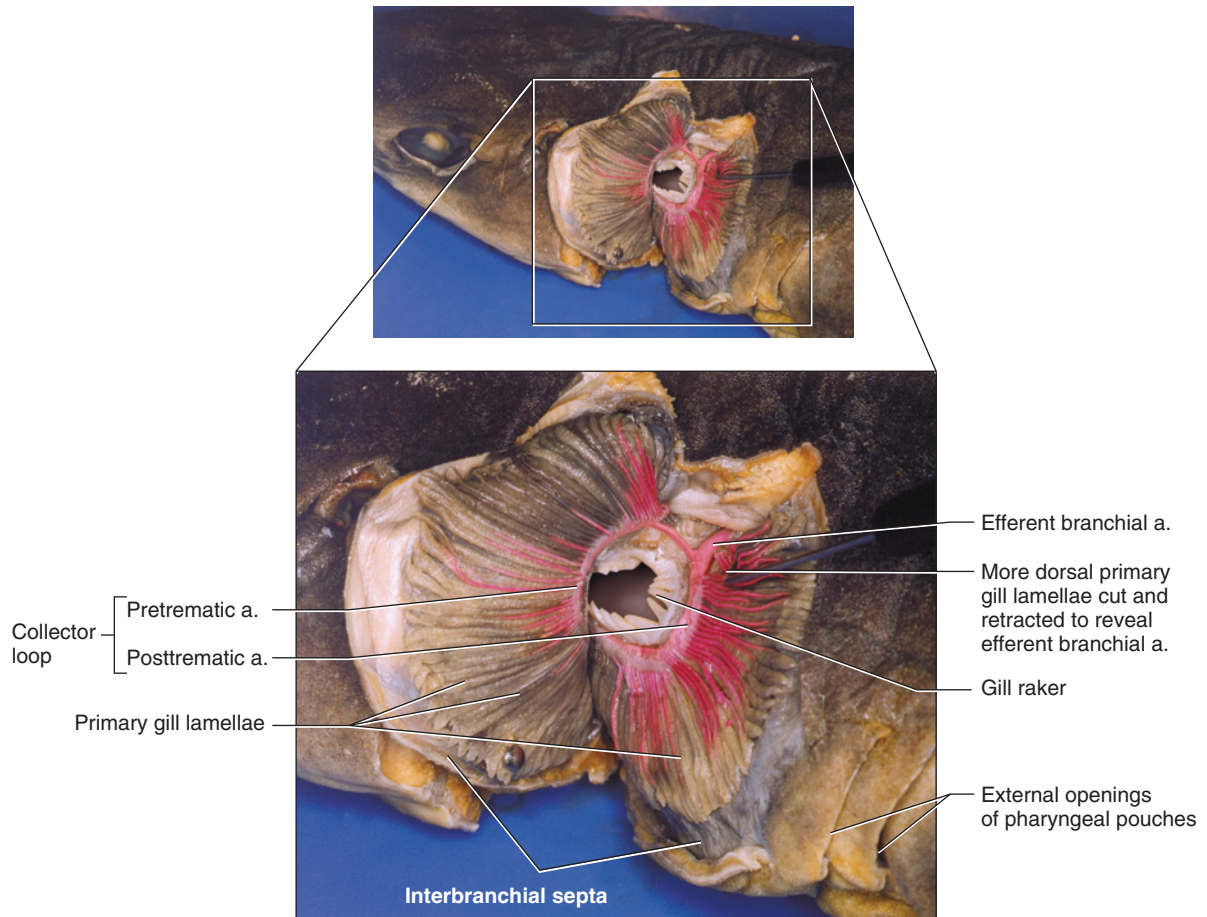 Efferent branchial a.
More dorsal primary
gill lamellae cut and
retracted to reveal
efferent branchial a.
Pretrematic a.
Collector
loop
Posttrematic a.
Gill raker
Primary gill lamellae
External openings
of pharyngeal pouches
Interbranchial septa